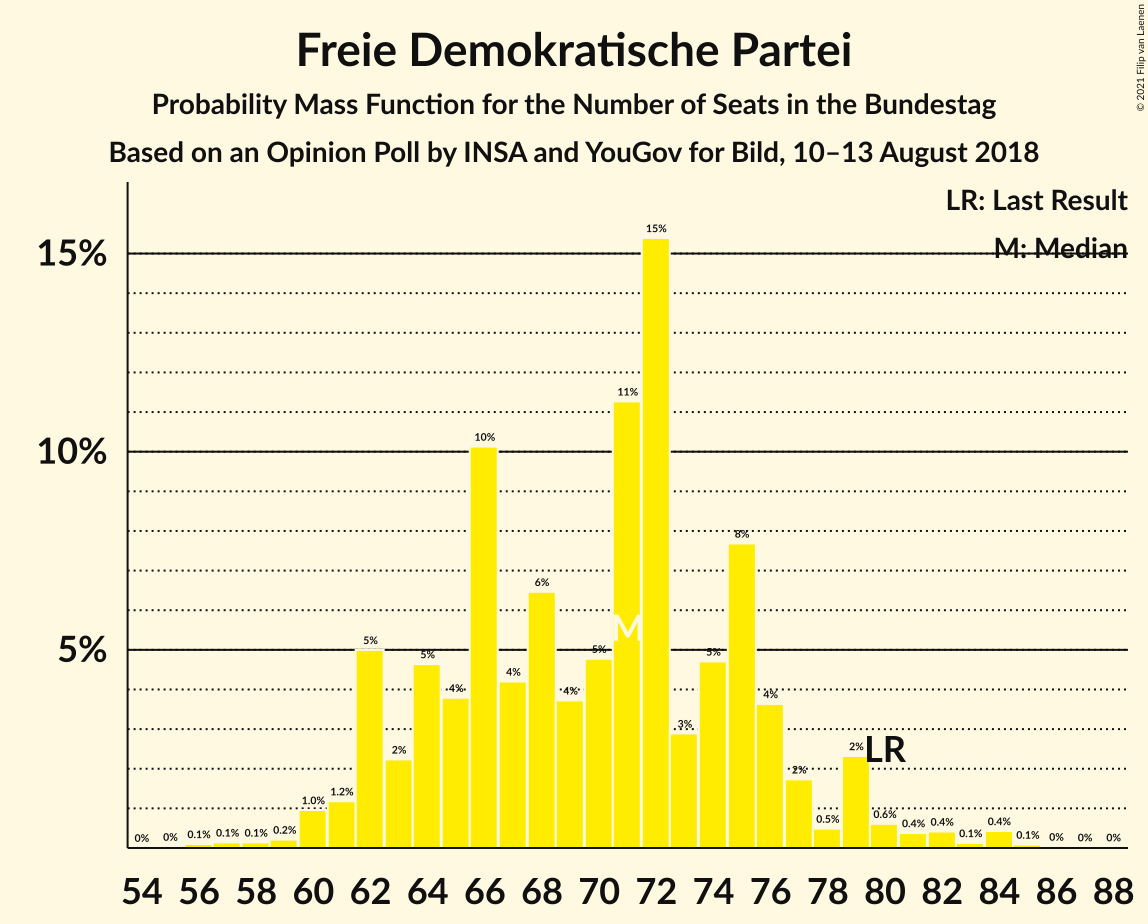 © 2021 Filip van Laenen
Freie Demokratische Partei
Probability Mass Function for the Number of Seats in the Bundestag
Based on an Opinion Poll by INSA and YouGov for Bild, 10–13 August 2018
LR: Last Result
M: Median
15%
10%
5%
0% 0% 0.1% 0.1% 0.1% 0.2% 1.0% 1.2% 5% 2% 5% 4% 10% 4% 6% 4% 5% 11% 15% 3% 5% 8% 4% 2% 0.5% 2% 0.6% 0.4% 0.4% 0.1% 0.4% 0.1% 0% 0% 0%
M
LR
54 56 58 60 62 64 66 68 70 72 74 76 78 80 82 84 86 88